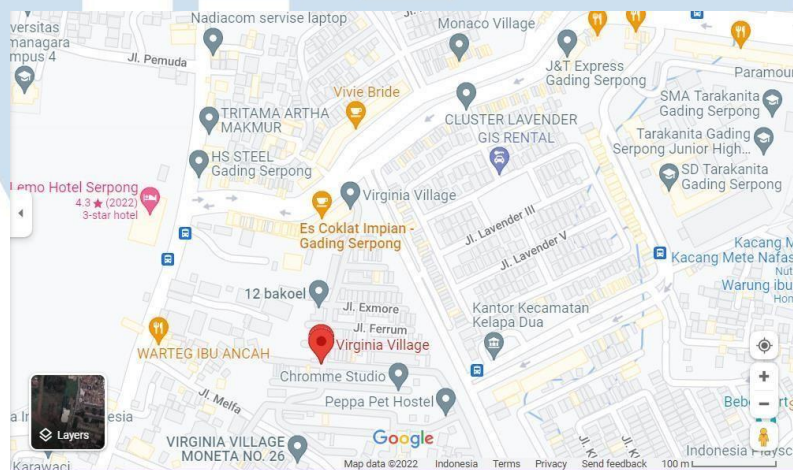 Nadiacom servise laptop
Monaco Village
versitas
managara
mpus 4
Jl. Pemuda
J&T Express
Gading Serpong
Paramou
Vivie Bride
TRITAMA ARTHA
MAKMUR
CLUSTER LAVENDER
GIS RENTAL
SMA Tarakanita
Gading Serpong
Tarakanita Gading
Serpong Junior High...
HS STEEL
Gading Serpong
SD Tarakanita
Gading Serpong
Lemo Hotel Serpong
4.3 ★ (2022)
3-star hotel
Virginia Village
Jl. Lavender III
Es Coklat Impian -
Gading Serpong
Jl. Lavender V
Kacang M
Kacang Mete Nafas
Nut
Warung ibu
Hon
12 bakoel
Jl. Exmore
Kantor Kecamatan
Kelapa Dua
Jl. Ferrum
Virginia Village
WARTEG IBU ANCAH
Chromme Studio
Jl. Melfa
Peppa Pet Hostel
Layers
esia
VIRGINIA VILLAGE
MONETA NO. 26
Google
Indonesia
Karawaci
Map data ©2022
Indonesia
Terms
Privacy
Send feedback
100 m